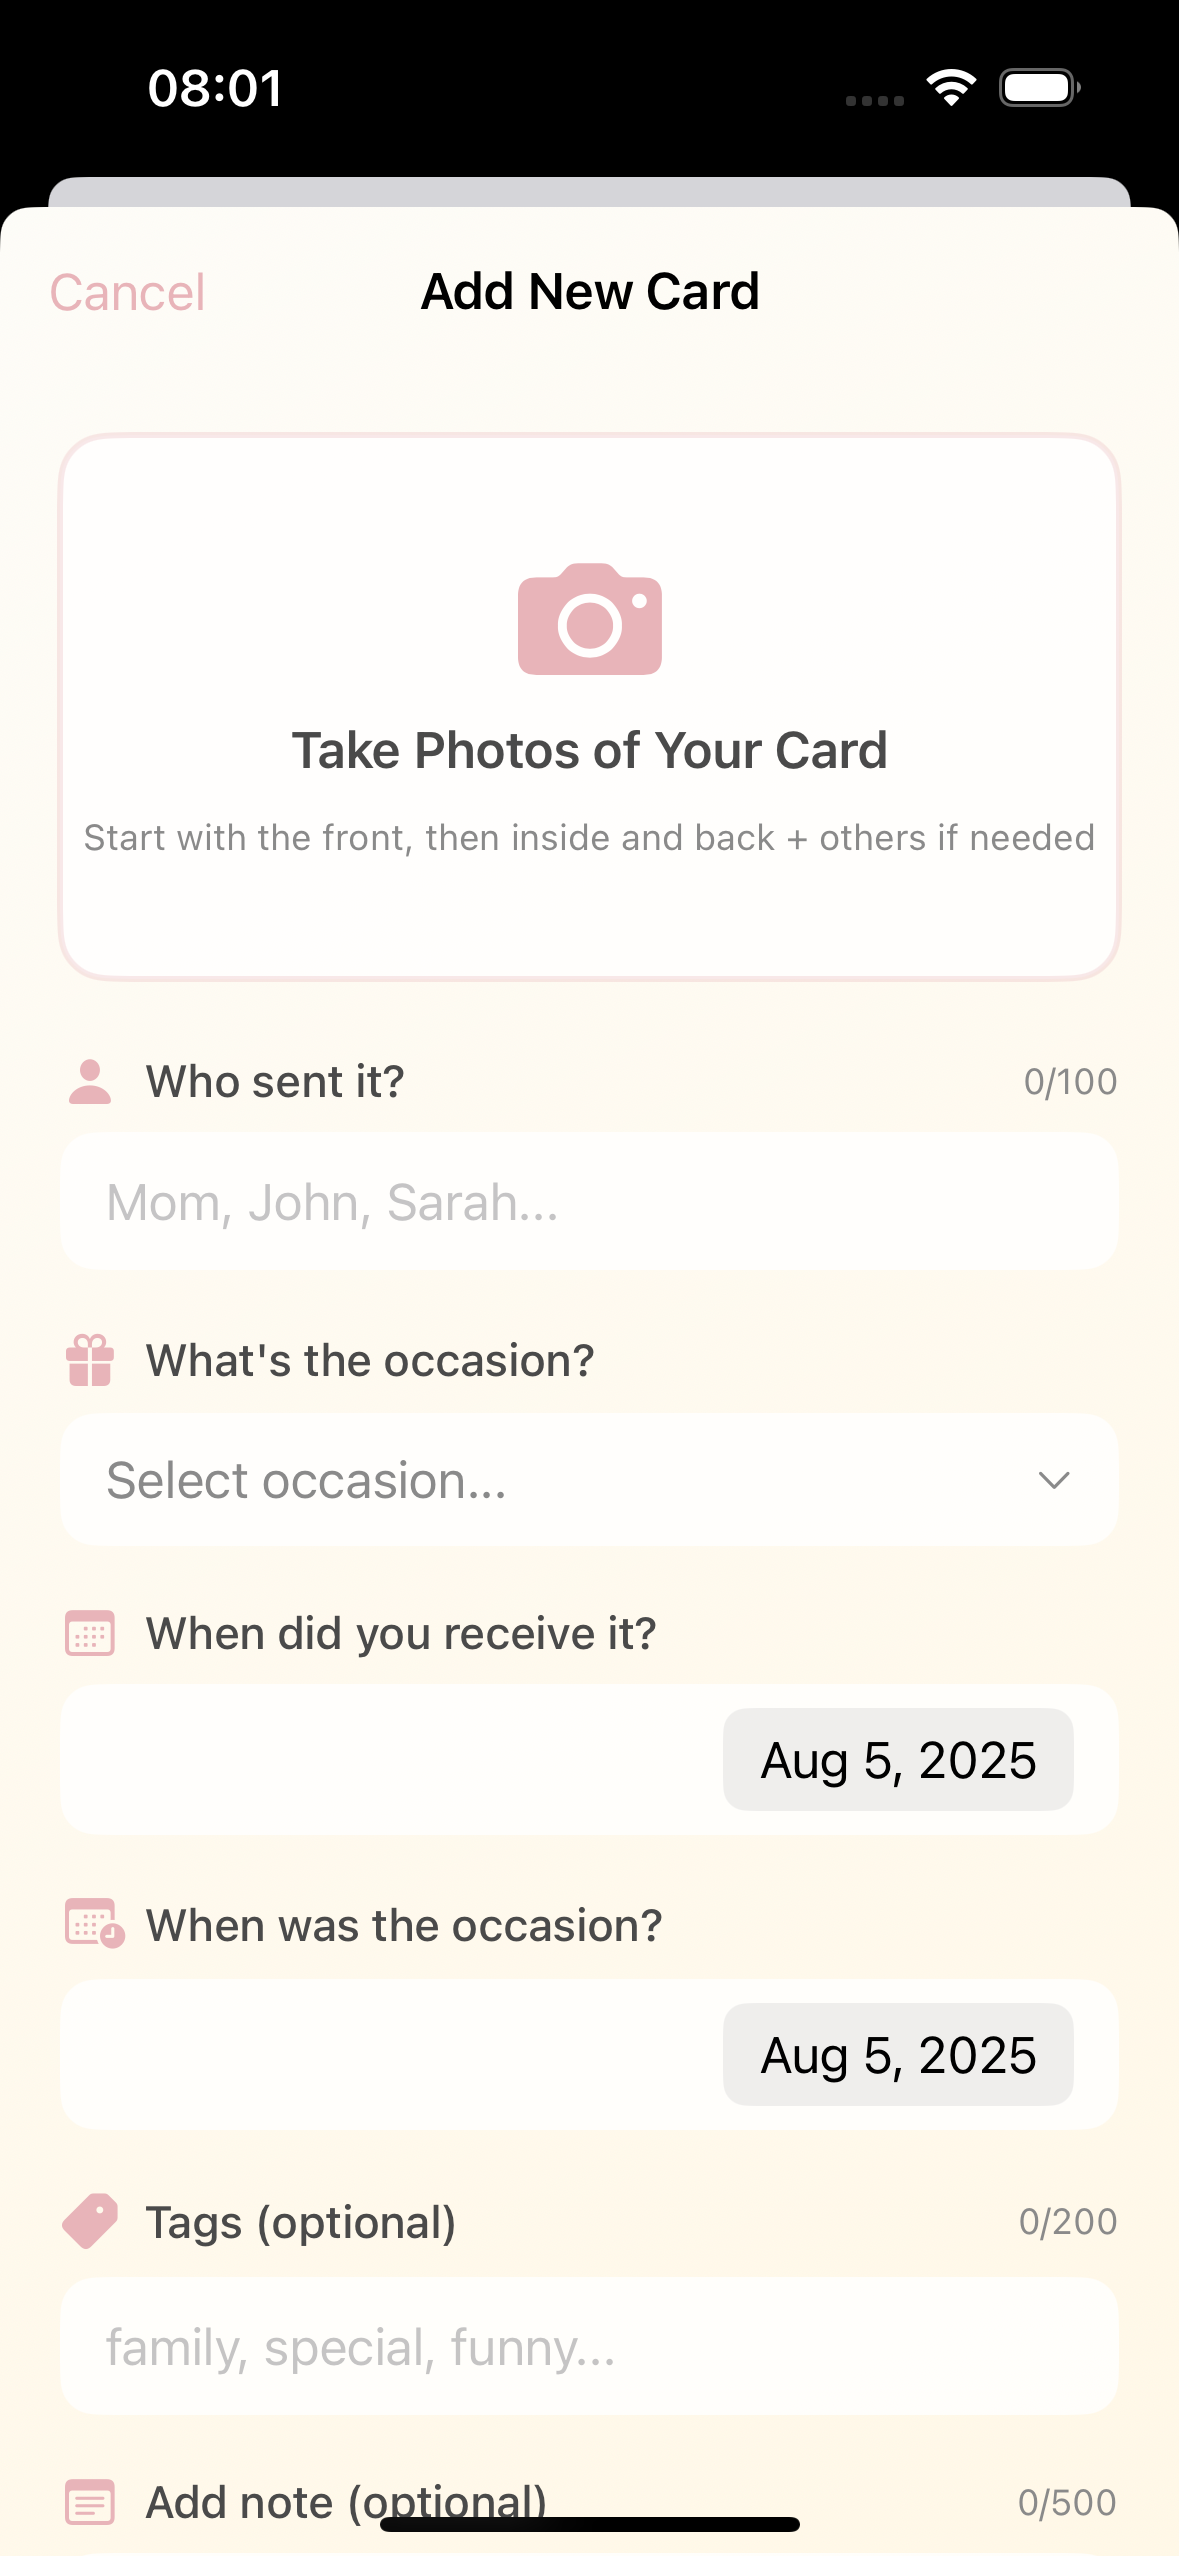 08:01
Cancel
Add New Card
Take Photos of Your Card
Start with the front, then inside and back + others if needed
Who sent it?
0/100
Mom, John, Sarah...
What's the occasion?
Select occasion...
When did you receive it?
Aug 5, 2025
When was the occasion?
Aug 5, 2025
Tags (optional)
0/200
family, special, funny...
Add note (optional)
0/500